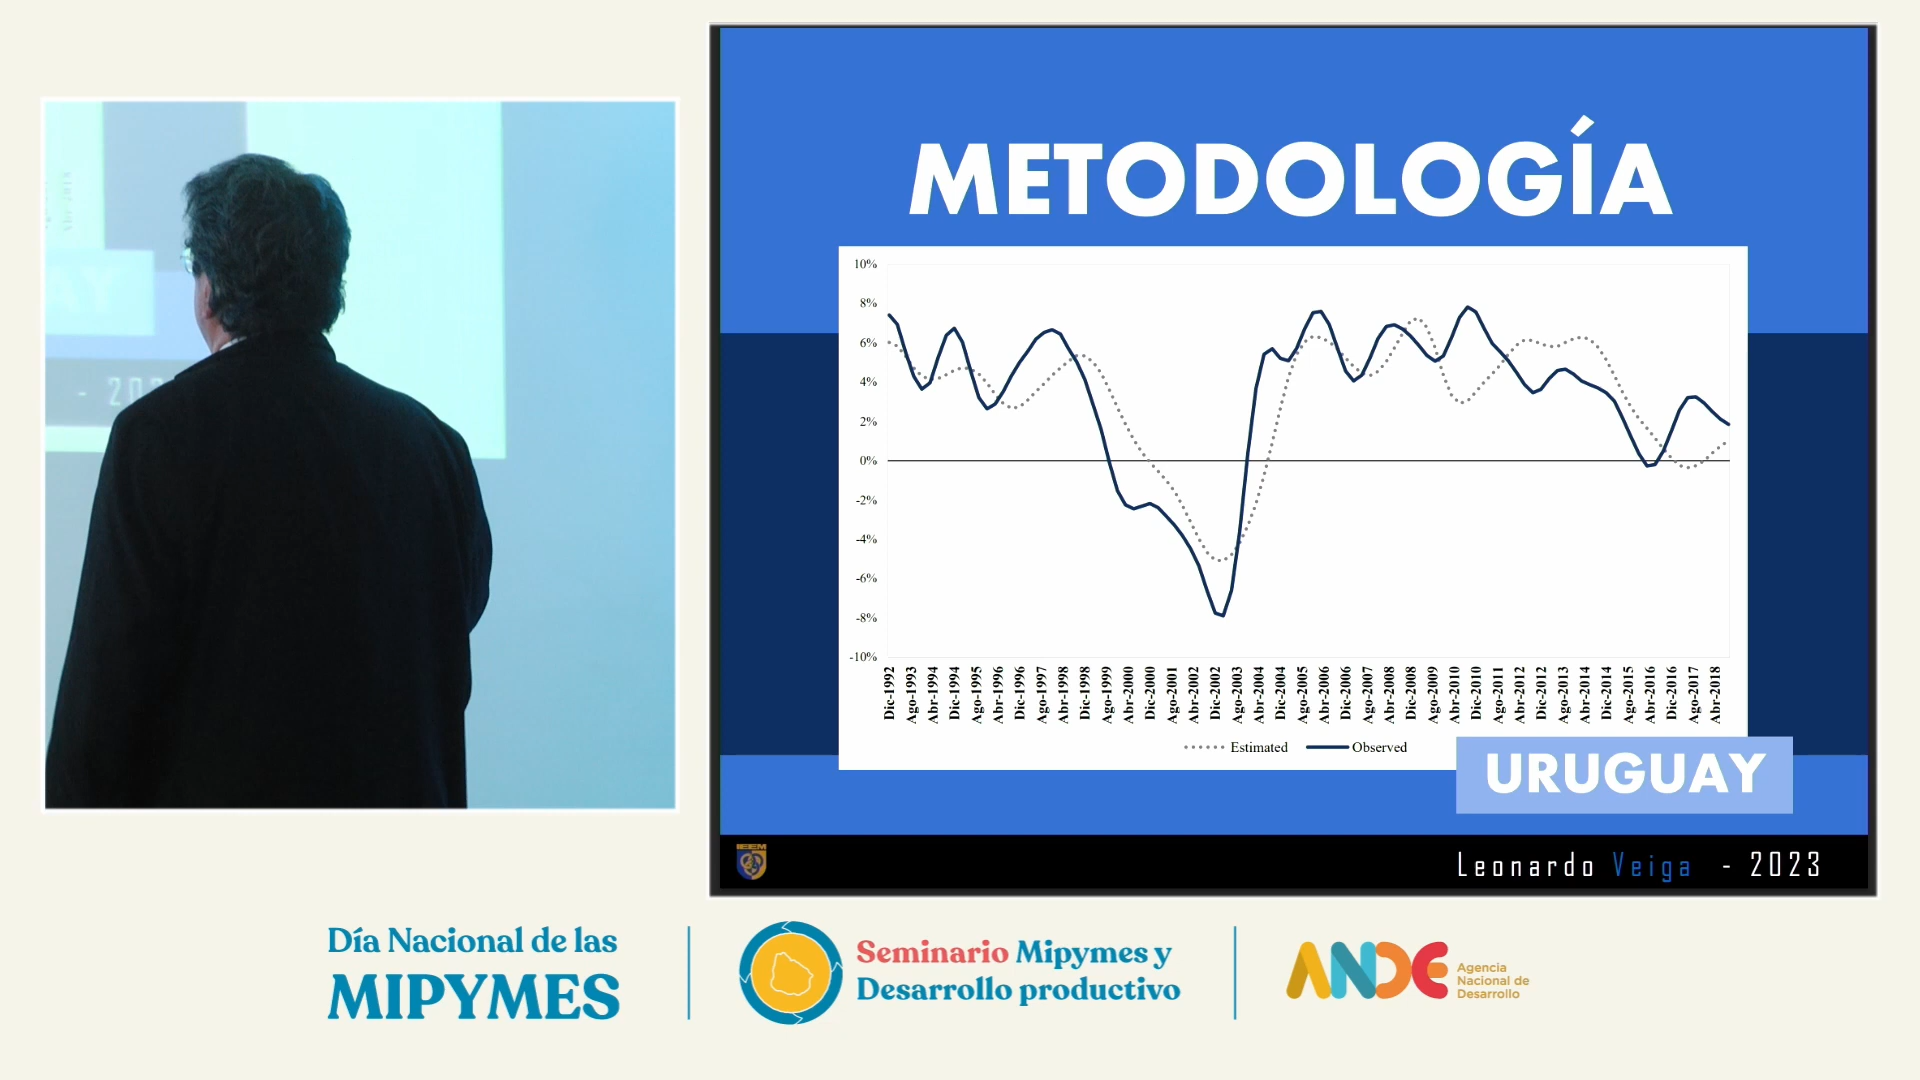 METODOLOGÍA
10%
8%
6%
4%
2%
0%
-2%
-4%
-6%
-8%
-10%
Dic-1992
Ago-1993
Abr-1994
Dic-1994
Ago-1995
Abr-1996
Dic-1996
Ago-1997
Abr-1998
Dic-1998
Ago-1999
Abr-2000
Dic-2000
Ago-2001
Abr-2002
Dic-2002
Ago-2003
Abr-2004
Dic-2004
Ago-2005
Abr-2006
Dic-2006
Ago-2007
Abr-2008
Dic-2008
Ago-2009
Abr-2010
Dic-2010
Ago-2011
Abr-2012
Dic-2012
Ago-2013
Abr-2014
Dic-2014
Ago-2015
Abr-2016
Dic-2016
Ago-2017
Abr-2018
Estimated Observed
URUGUAY
IEEM
Leonardo Veiga - 2023
Abr-2018
AY
- 202
Día Nacional de las
MIPYMES
Seminario Mipymes y
Desarrollo productivo
ANDE
Agencia
Nacional de
Desarrollo